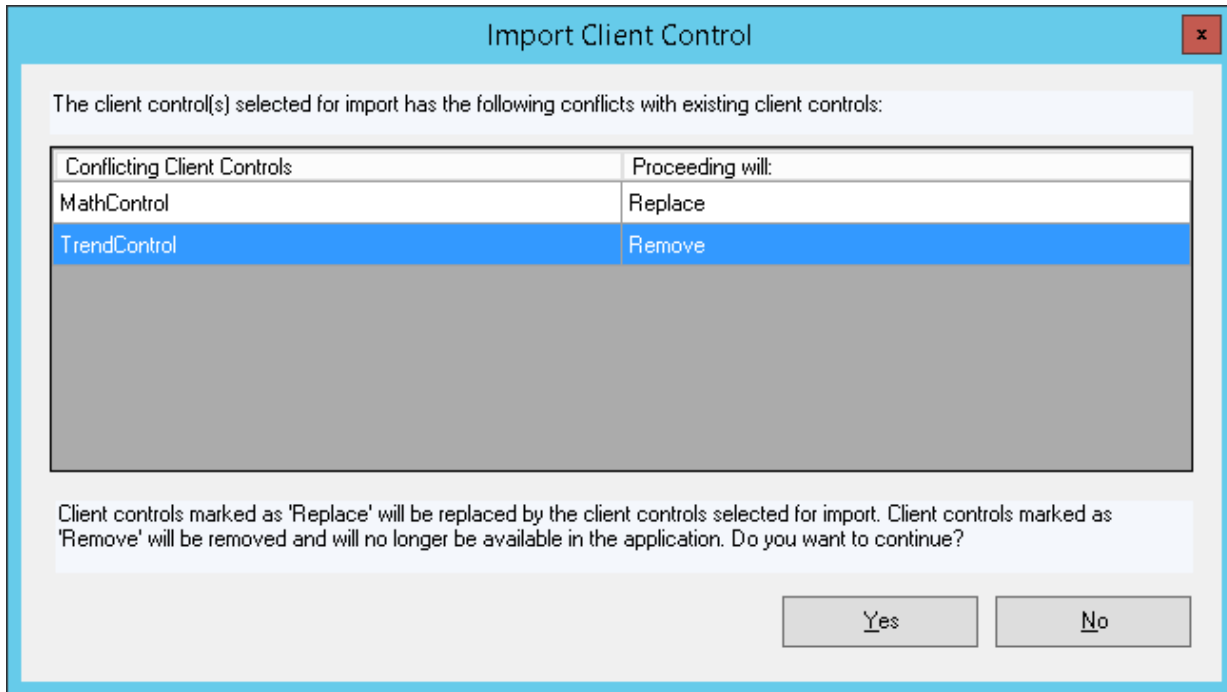 Import Client Control
x
The client control(s) selected for import has the following conflicts with existing client controls:
Conflicting Client Controls Proceeding will:
MathControl Replace
TrendControl Remove
Client controls marked as 'Replace' will be replaced by the client controls selected for import. Client controls marked as
'Remove' will be removed and will no longer be available in the application. Do you want to continue?
Yes No